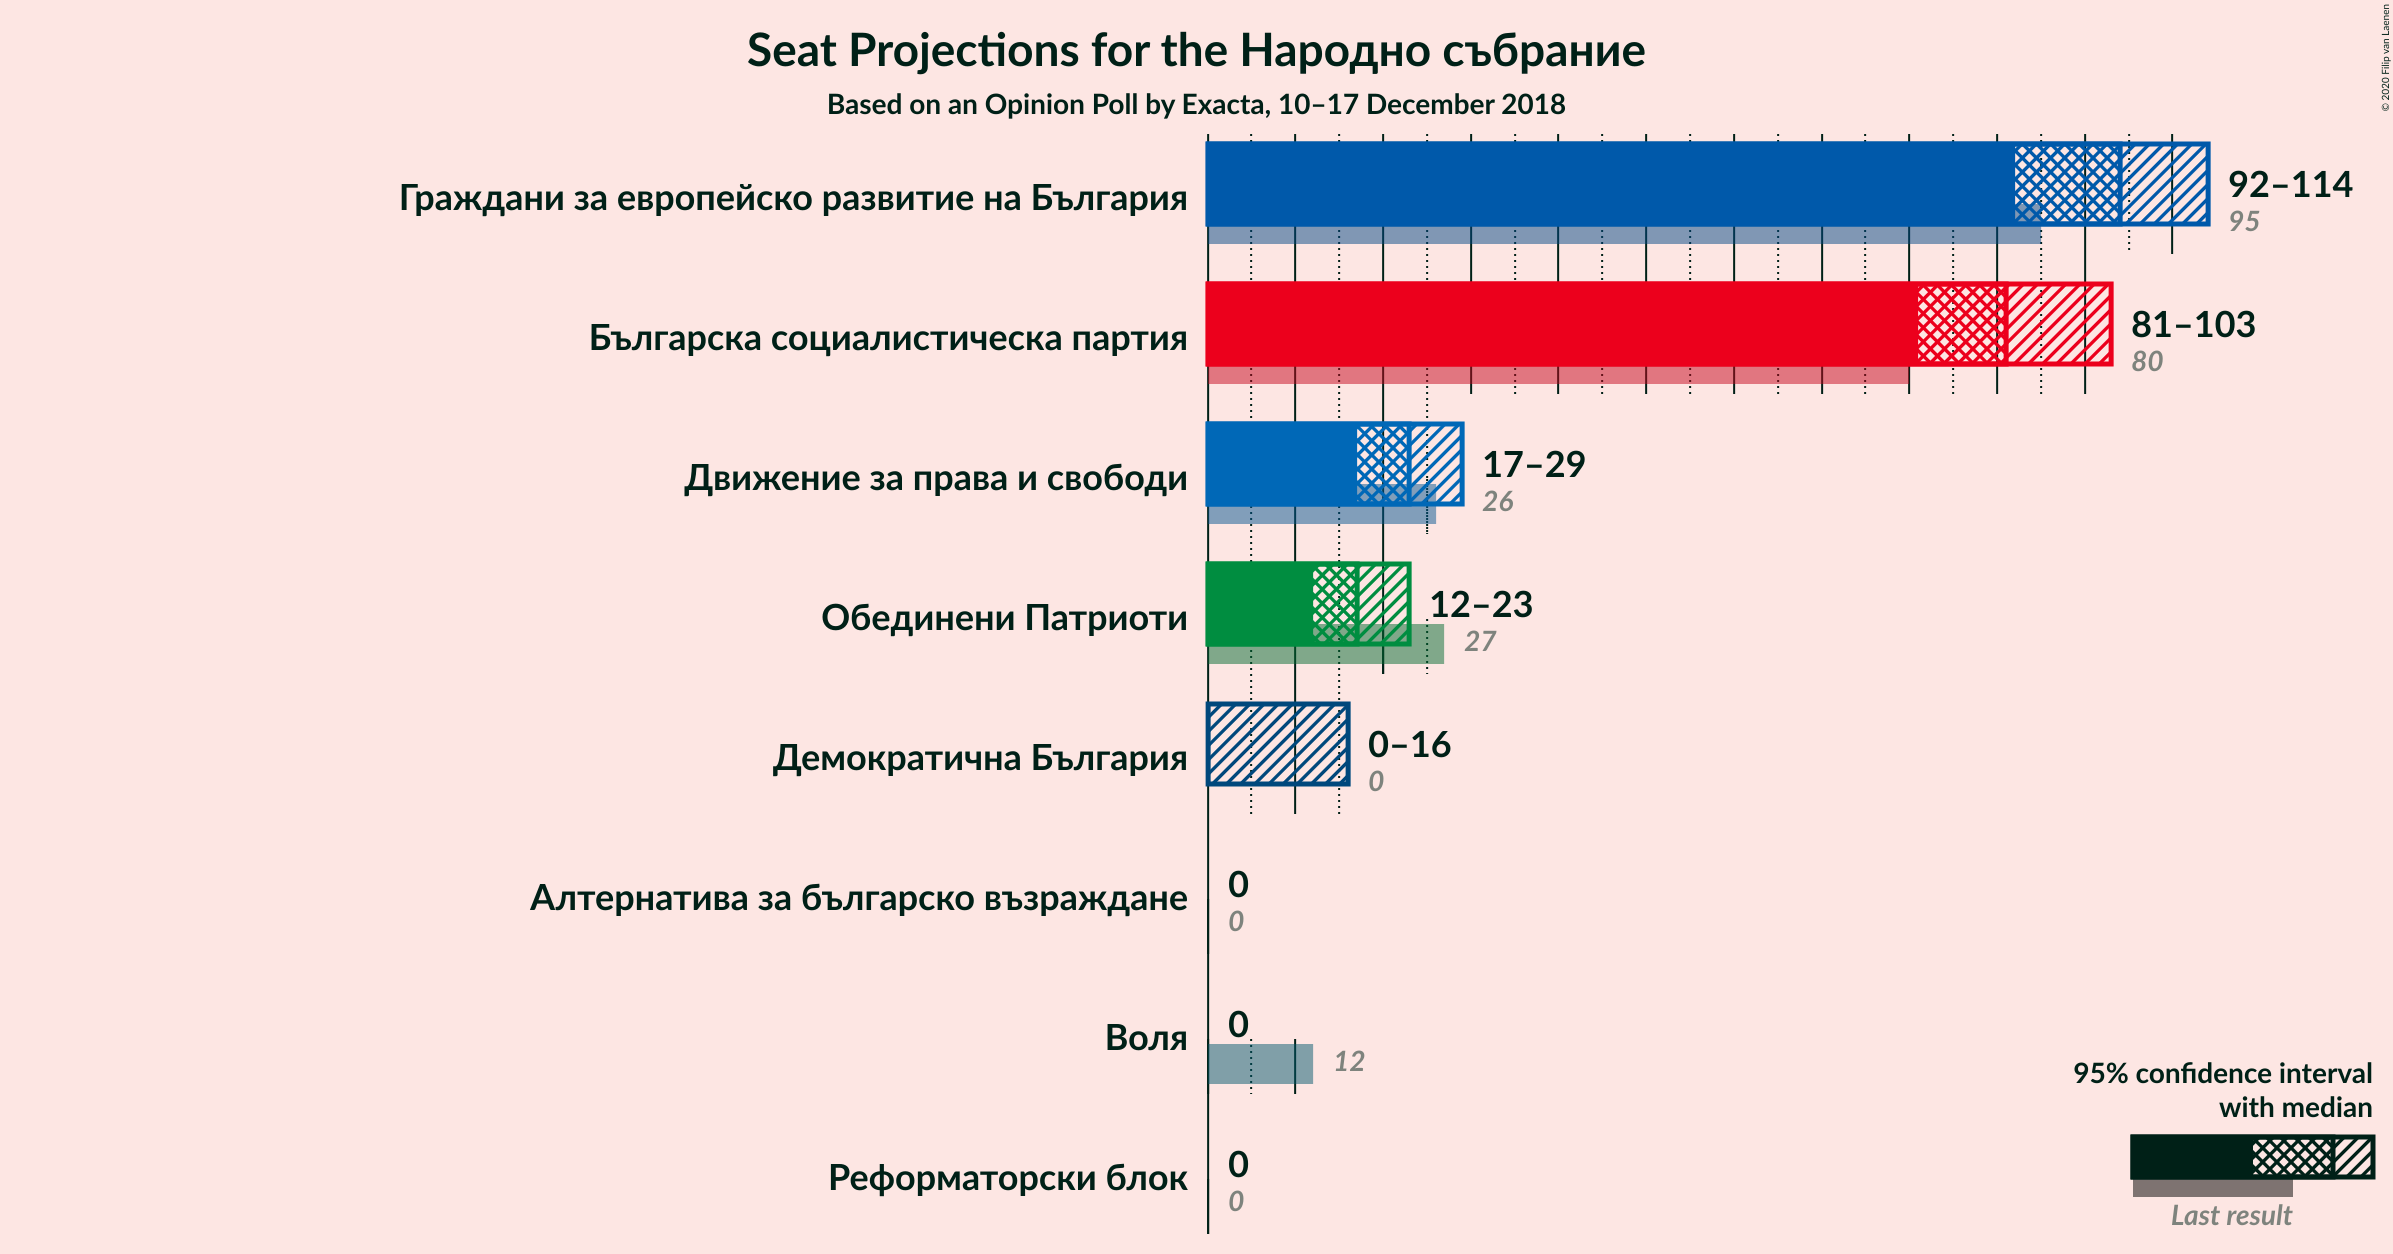 Seat Projections for the Народно събрание
Based on an Opinion Poll by Exacta, 10–17 December 2018
© 2020 Filip van Laenen
Граждани за европейско развитие на България
92–114
95
Българска социалистическа партия
81–103
80
Движение за права и свободи
17–29
26
Обединени Патриоти
12–23
27
Демократична България
0–16
0
Алтернатива за българско възраждане
0
0
Воля
0
12
Реформаторски блок
0
0
95% confidence interval
with median
Last result